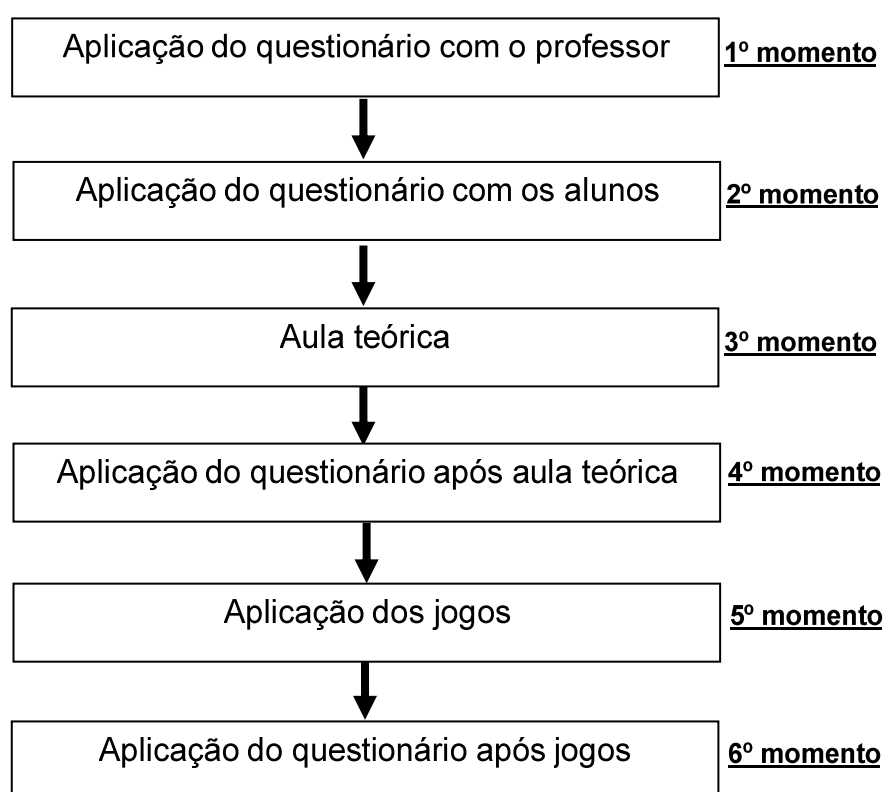 Aplicação do questionário com o professor 1º momento
Aplicação do questionário com os alunos 2º momento
Aula teórica 3º momento
Aplicação do questionário após aula teórica 4º momento
Aplicação dos jogos 5º momento
Aplicação do questionário após jogos 6º momento